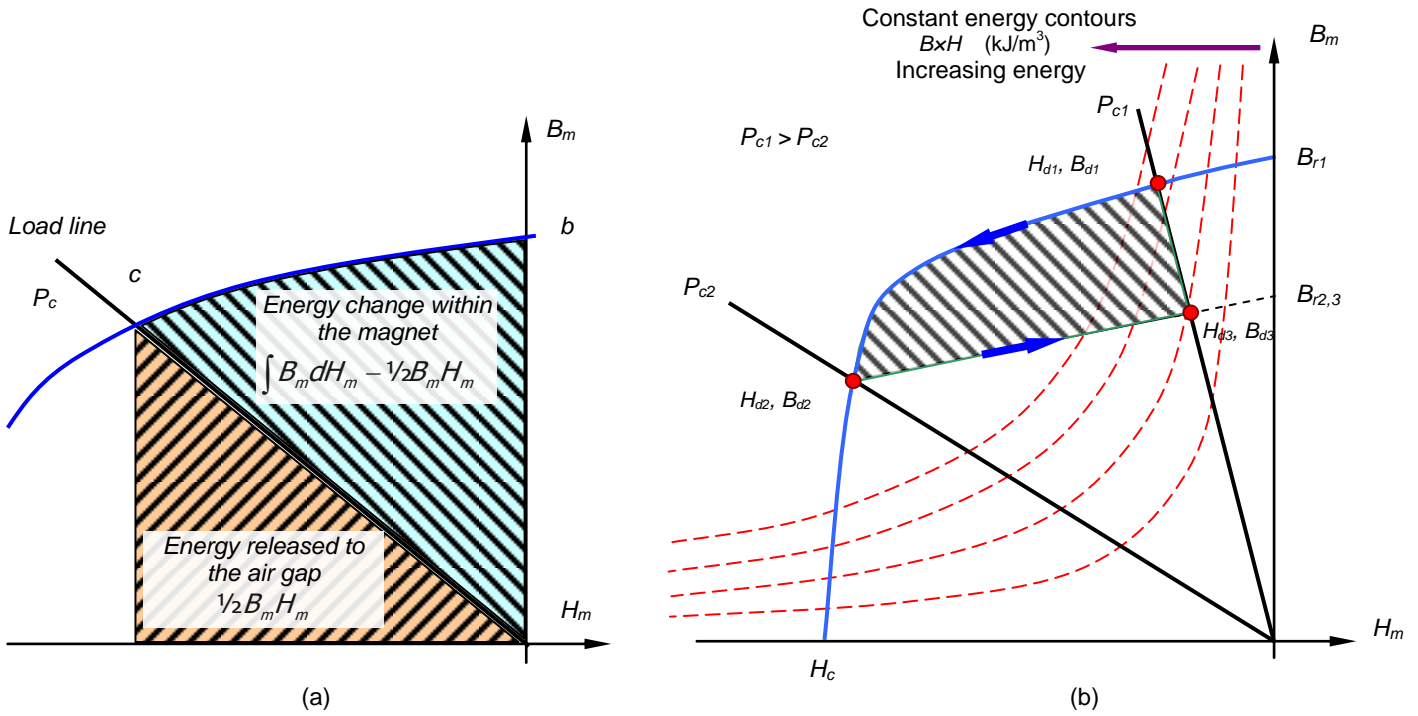 B_m
b
Load line
c
P_c
Energy change within
the magnet
∫ B_m dH_m – ½B_m H_m
Energy released to
the air gap
½B_m H_m
H_m
(a)
Constant energy contours
B×H (kJ/m³)
Increasing energy
B_m
P_c1
P_c1 > P_c2
H_d1, B_d1
B_r1
P_c2
B_r2,3
H_d3, B_d3
H_d2, B_d2
H_m
H_c
(b)